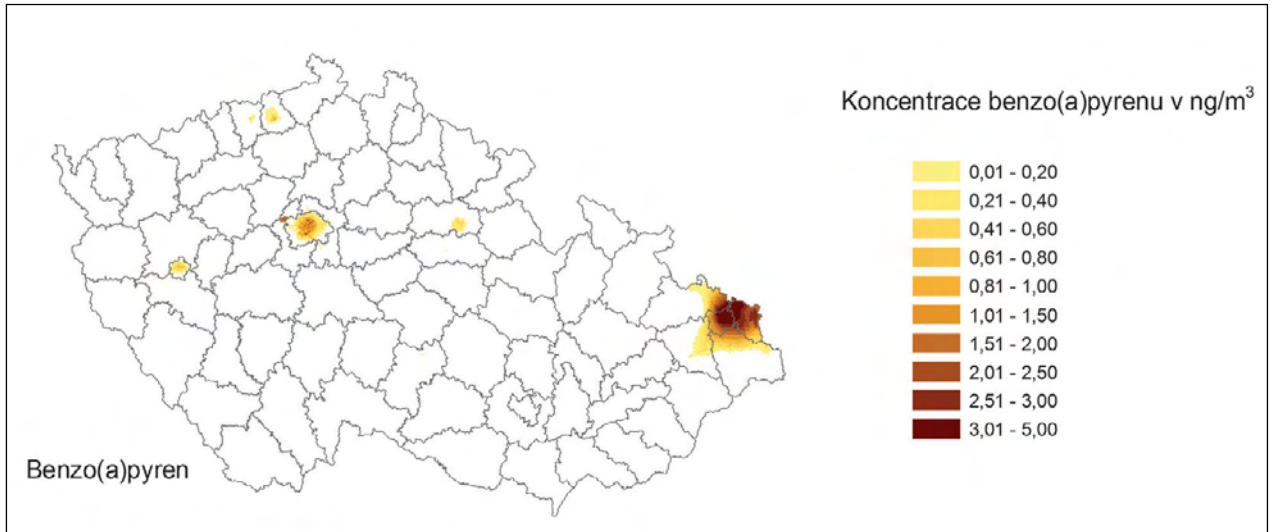 Koncentrace benzo(a)pyrenu v ng/m³
0,01 - 0,20
0,21 - 0,40
0,41 - 0,60
0,61 - 0,80
0,81 - 1,00
1,01 - 1,50
1,51 - 2,00
2,01 - 2,50
2,51 - 3,00
3,01 - 5,00
Benzo(a)pyren